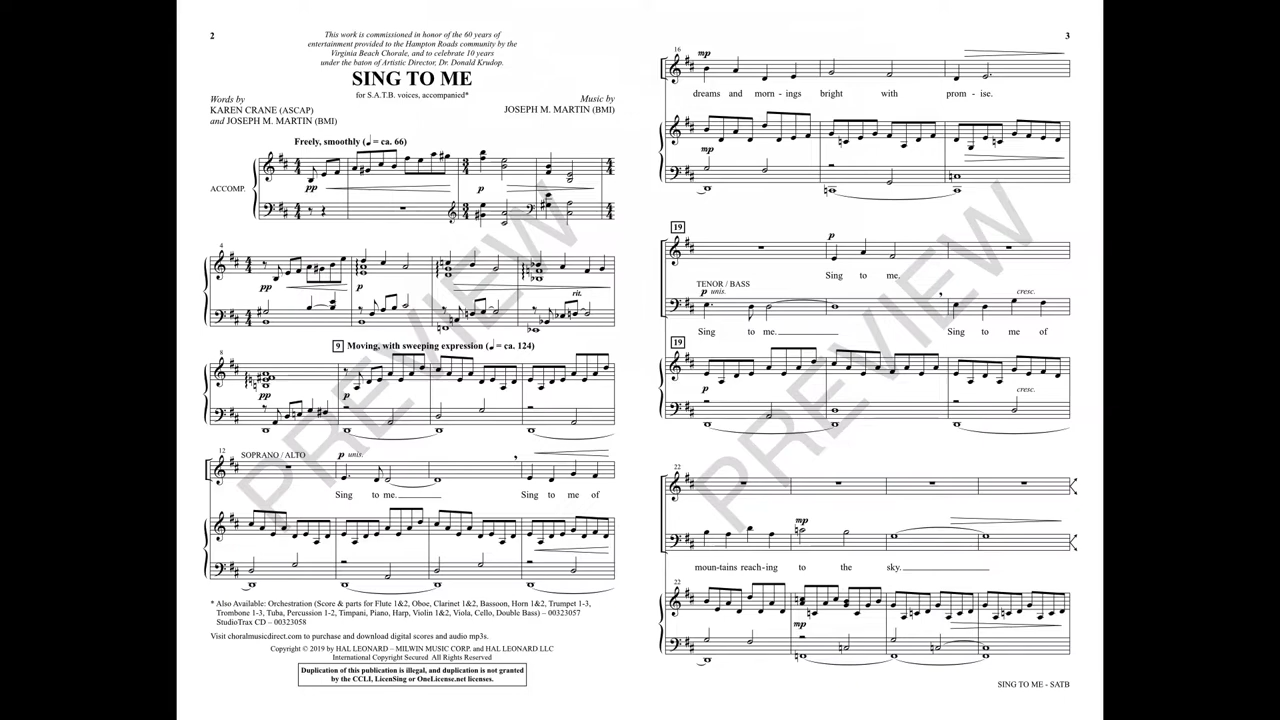 2
This work is commissioned in honor of the 60 years of
entertainment provided to the Hampton Roads community by the
Virginia Beach Chorale, and to celebrate 10 years
under the baton of Artistic Director, Dr. Donald Krudop.
SING TO ME
for S.A.T.B. voices, accompanied*
Words by
KAREN CRANE (ASCAP)
and JOSEPH M. MARTIN (BMI)
Music by
JOSEPH M. MARTIN (BMI)
Freely, smoothly (♩ = ca. 66)
ACCOMP.
pp
p
4
pp
p
rit.
8
9 Moving, with sweeping expression (♩ = ca. 124)
pp
p
12
SOPRANO / ALTO
p unis.
Sing to me. Sing to me of
* Also Available: Orchestration (Score & parts for Flute 1&2, Oboe, Clarinet 1&2, Bassoon, Horn 1&2, Trumpet 1-3,
Trombone 1-3, Tuba, Percussion 1-2, Timpani, Piano, Harp, Violin 1&2, Viola, Cello, Double Bass) – 00323057
StudioTrax CD – 00323058
Visit choralmusicdirect.com to purchase and download digital scores and audio mp3s.
Copyright © 2019 by HAL LEONARD – MILWIN MUSIC CORP. and HAL LEONARD LLC
International Copyright Secured All Rights Reserved
Duplication of this publication is illegal, and duplication is not granted
by the CCLI, LicenSing or OneLicense.net licenses.
PREVIEW
3
16
mp
dreams and morn - ings bright with prom - ise.
mp
19
p
Sing to me.
TENOR / BASS
p unis.
cresc.
Sing to me. Sing to me of
19
p
cresc.
22
mp
moun-tains reach-ing to the sky.
22
mp
SING TO ME - SATB
PREVIEW